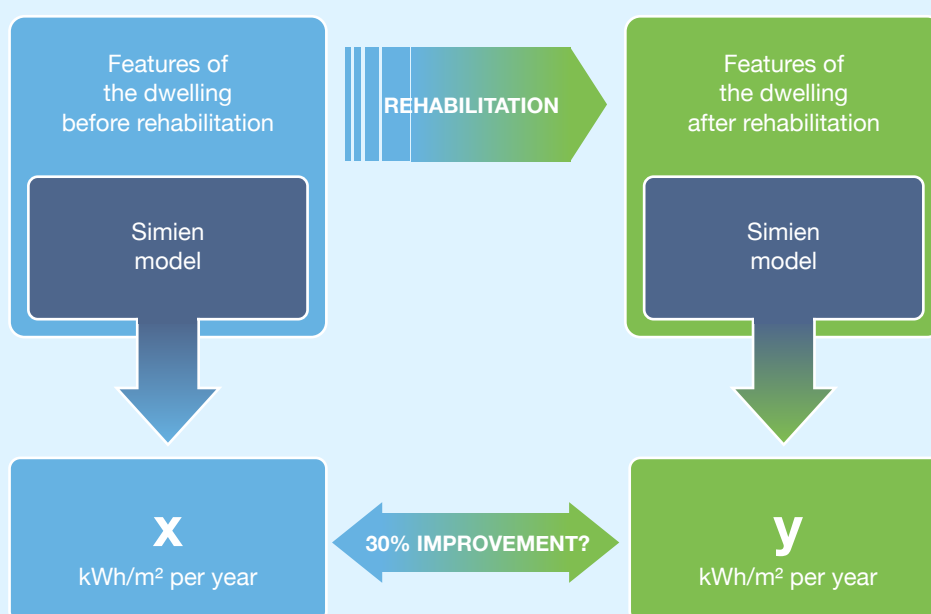 Features of
the dwelling
before rehabilitation
REHABILITATION
Features of
the dwelling
after rehabilitation
Simien
model
Simien
model
x
kWh/m² per year
30% IMPROVEMENT?
y
kWh/m² per year